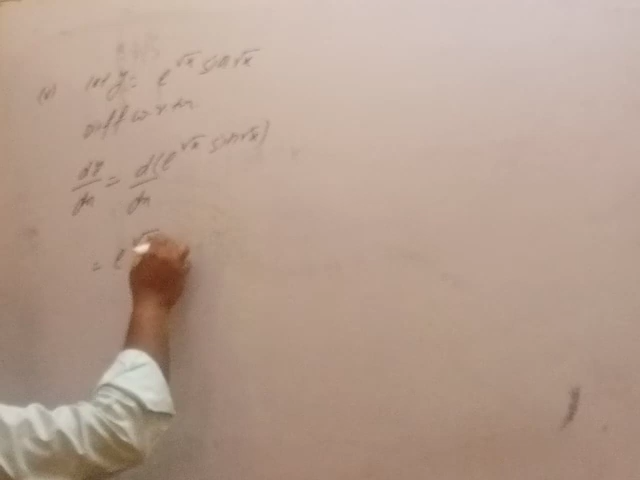 (v) let y = e^√x sin√x
diff w r t x
dy/dx = d(e^√x sin√x)/dx
= e^√x